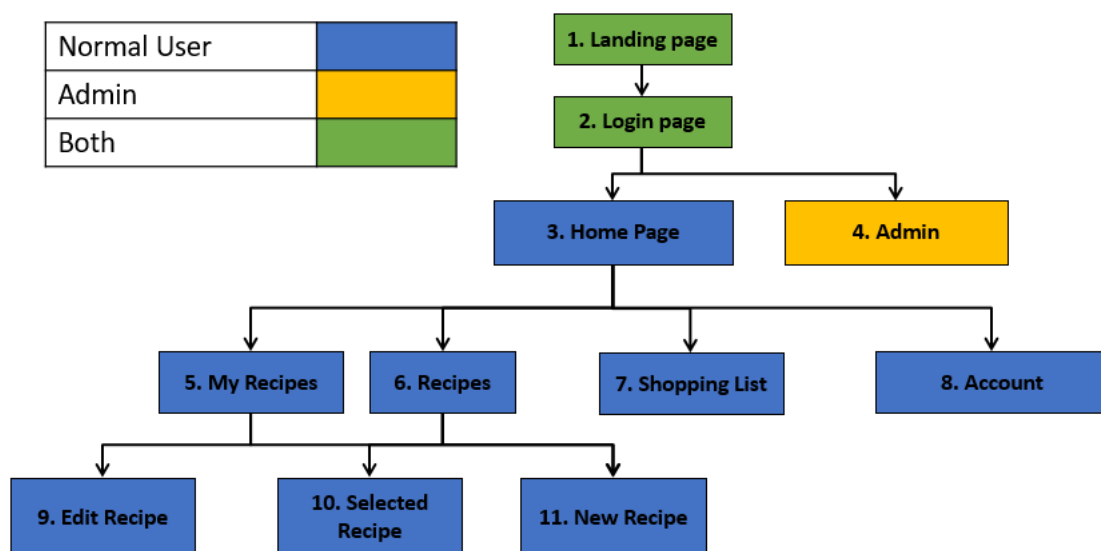 Normal User
Admin
Both
1. Landing page
2. Login page
3. Home Page
4. Admin
5. My Recipes
6. Recipes
7. Shopping List
8. Account
9. Edit Recipe
10. Selected
Recipe
11. New Recipe